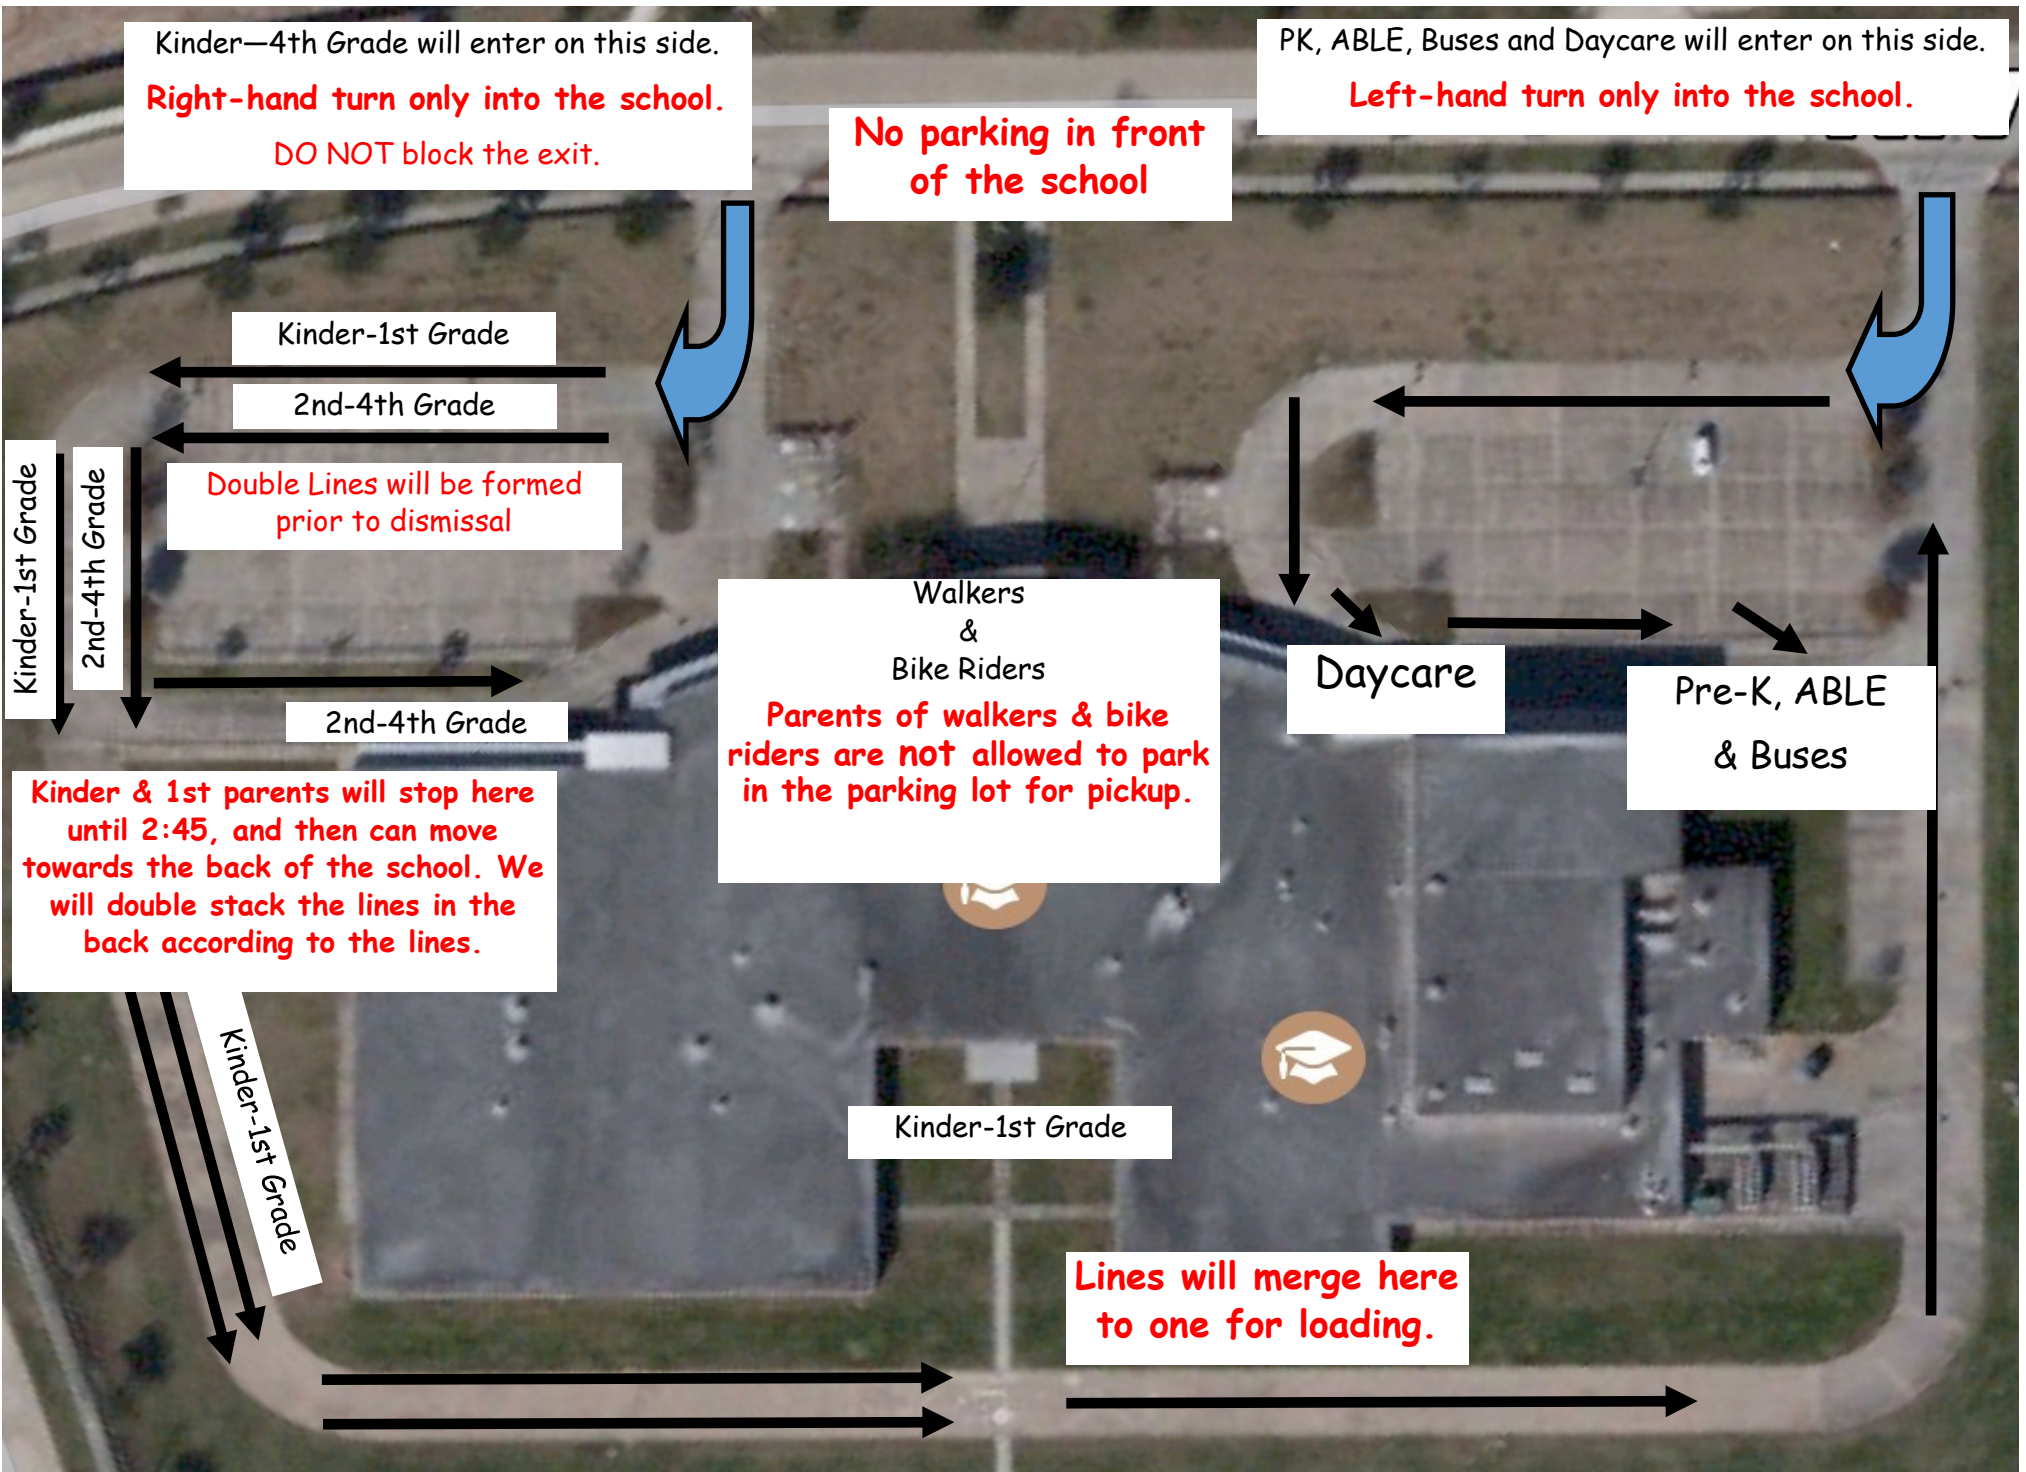 Kinder—4th Grade will enter on this side.
Right-hand turn only into the school.
DO NOT block the exit.
No parking in front
of the school
PK, ABLE, Buses and Daycare will enter on this side.
Left-hand turn only into the school.
Kinder-1st Grade
2nd-4th Grade
Double Lines will be formed
prior to dismissal
Kinder-1st Grade
2nd-4th Grade
2nd-4th Grade
Walkers
&
Bike Riders
Parents of walkers & bike
riders are not allowed to park
in the parking lot for pickup.
Daycare
Pre-K, ABLE
& Buses
Kinder & 1st parents will stop here
until 2:45, and then can move
towards the back of the school. We
will double stack the lines in the
back according to the lines.
Kinder-1st Grade
Kinder-1st Grade
Lines will merge here
to one for loading.